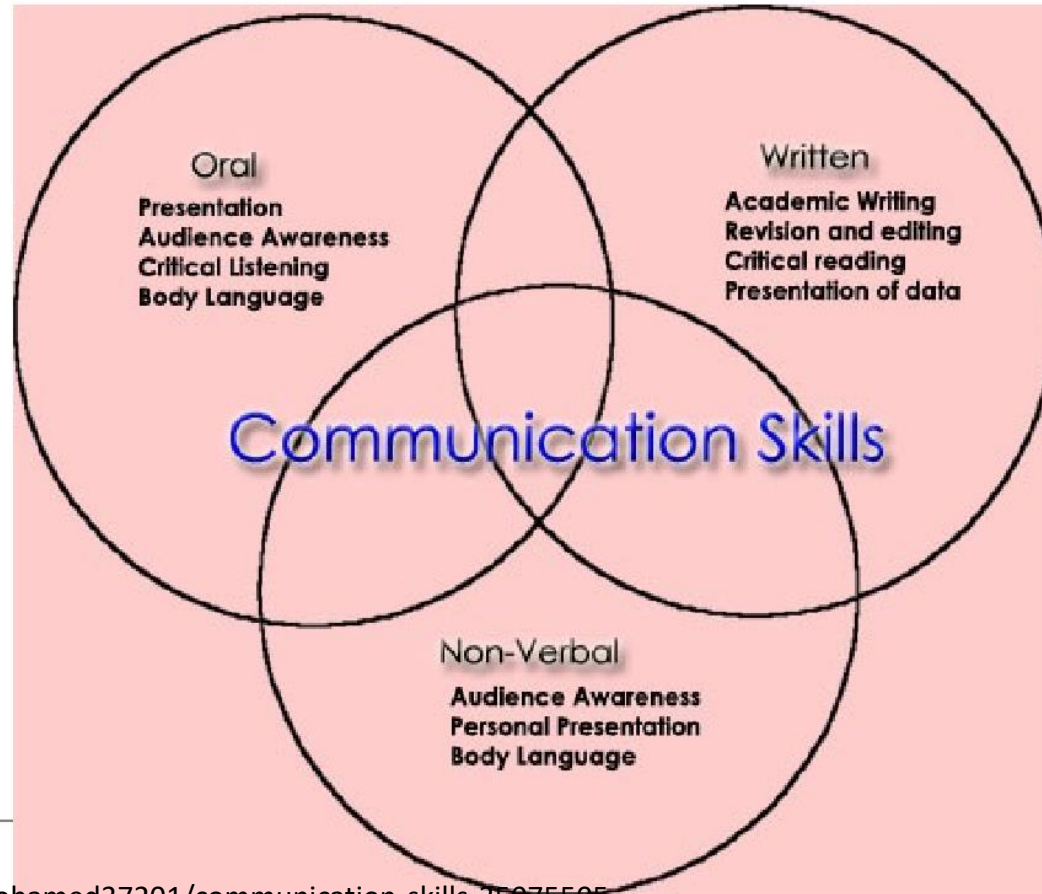 Oral
Presentation
Audience Awareness
Critical Listening
Body Language
Written
Academic Writing
Revision and editing
Critical reading
Presentation of data
Communication Skills
Non-Verbal
Audience Awareness
Personal Presentation
Body Language